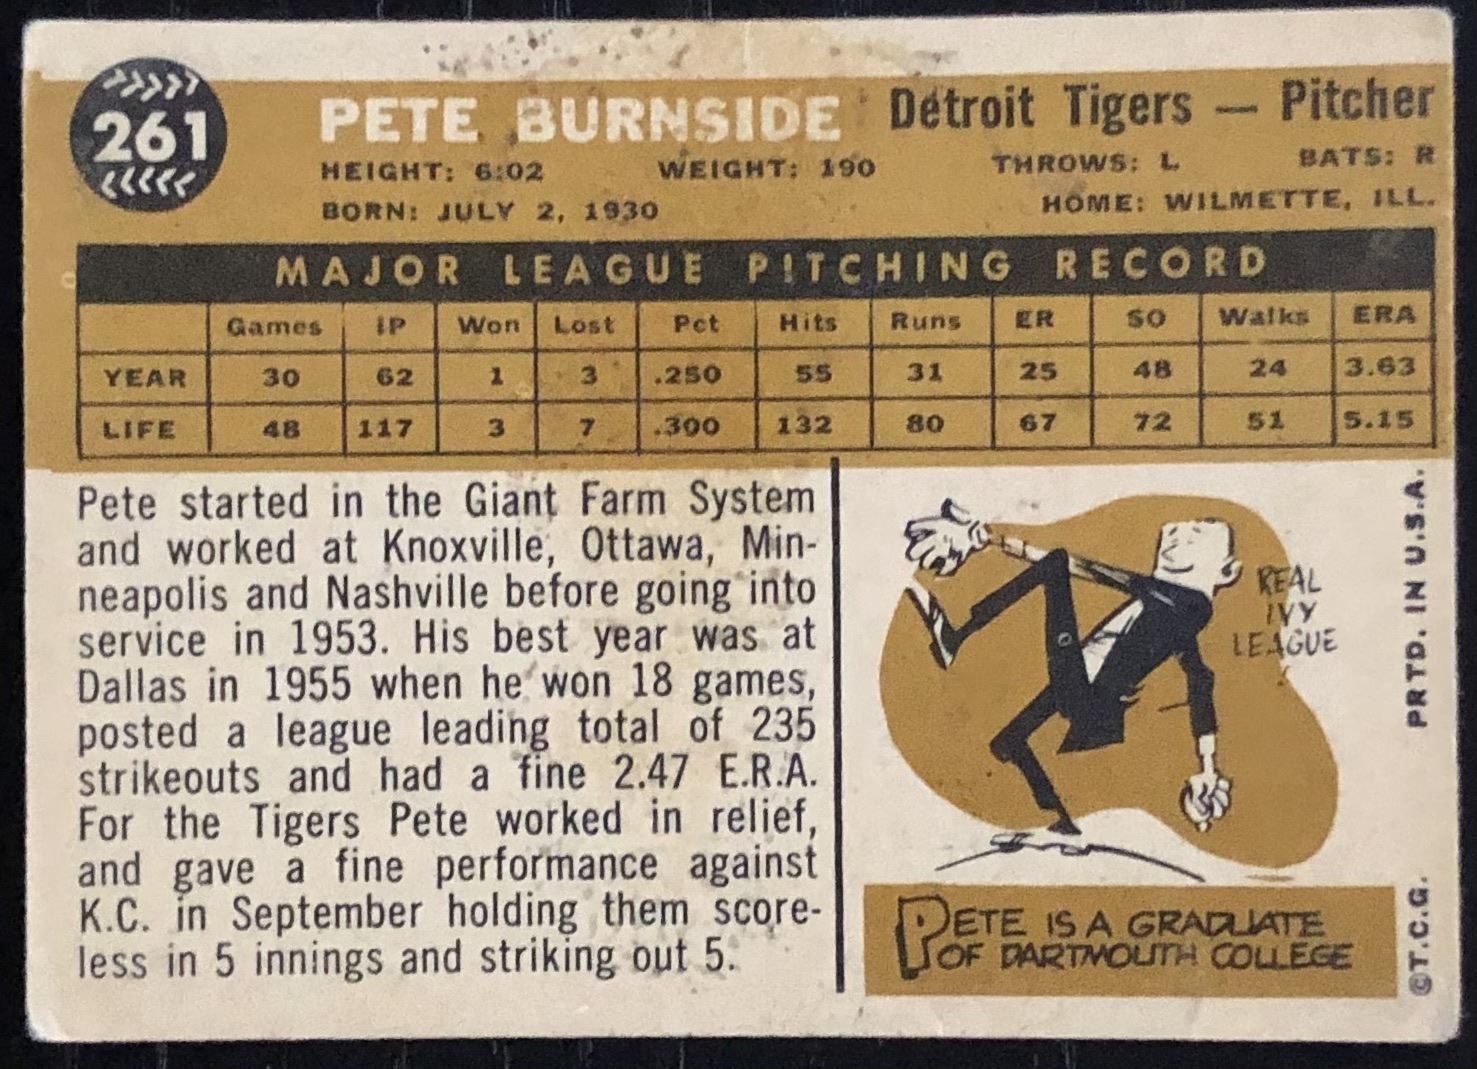 261
PETE BURNSIDE Detroit Tigers — Pitcher
HEIGHT: 6:02 WEIGHT: 190 THROWS: L BATS: R
BORN: JULY 2, 1930 HOME: WILMETTE, ILL.
MAJOR LEAGUE PITCHING RECORD
Games IP Won Lost Pct Hits Runs ER SO Walks ERA
YEAR 30 62 1 3 .250 55 31 25 48 24 3.63
LIFE 48 117 3 7 .300 132 80 67 72 51 5.15
Pete started in the Giant Farm System
and worked at Knoxville, Ottawa, Min-
neapolis and Nashville before going into
service in 1953. His best year was at
Dallas in 1955 when he won 18 games,
posted a league leading total of 235
strikeouts and had a fine 2.47 E.R.A.
For the Tigers Pete worked in relief,
and gave a fine performance against
K.C. in September holding them score-
less in 5 innings and striking out 5.
REAL
IVY
LEAGUE
PETE IS A GRADUATE
OF DARTMOUTH COLLEGE
©T.C.G. PRTD. IN U.S.A.